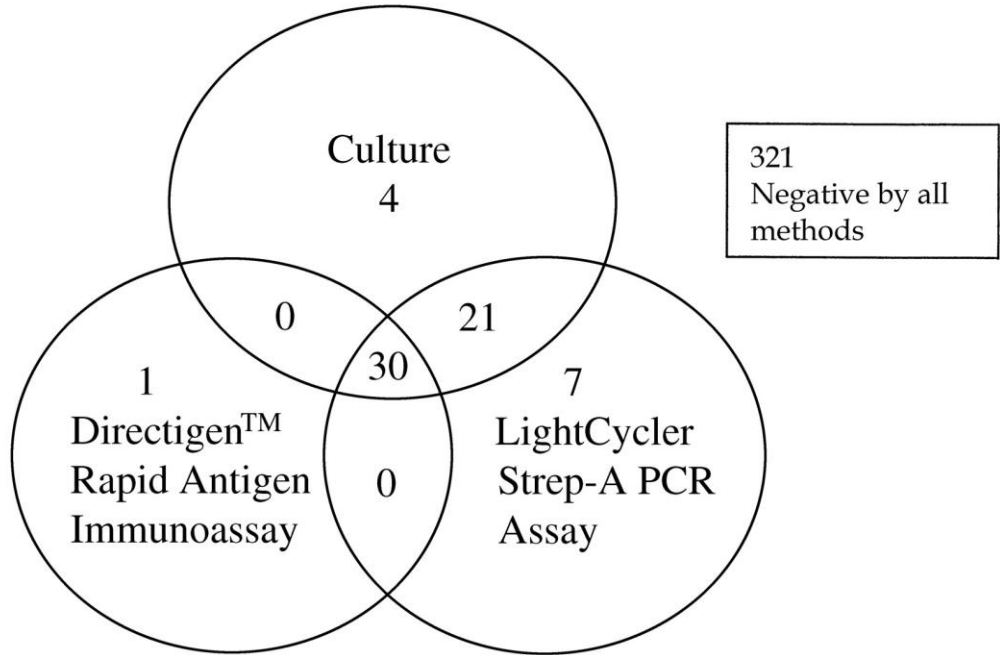 Culture
4
321
Negative by all
methods
0
21
30
1
Directigen™
Rapid Antigen
Immunoassay
0
7
LightCycler
Strep-A PCR
Assay